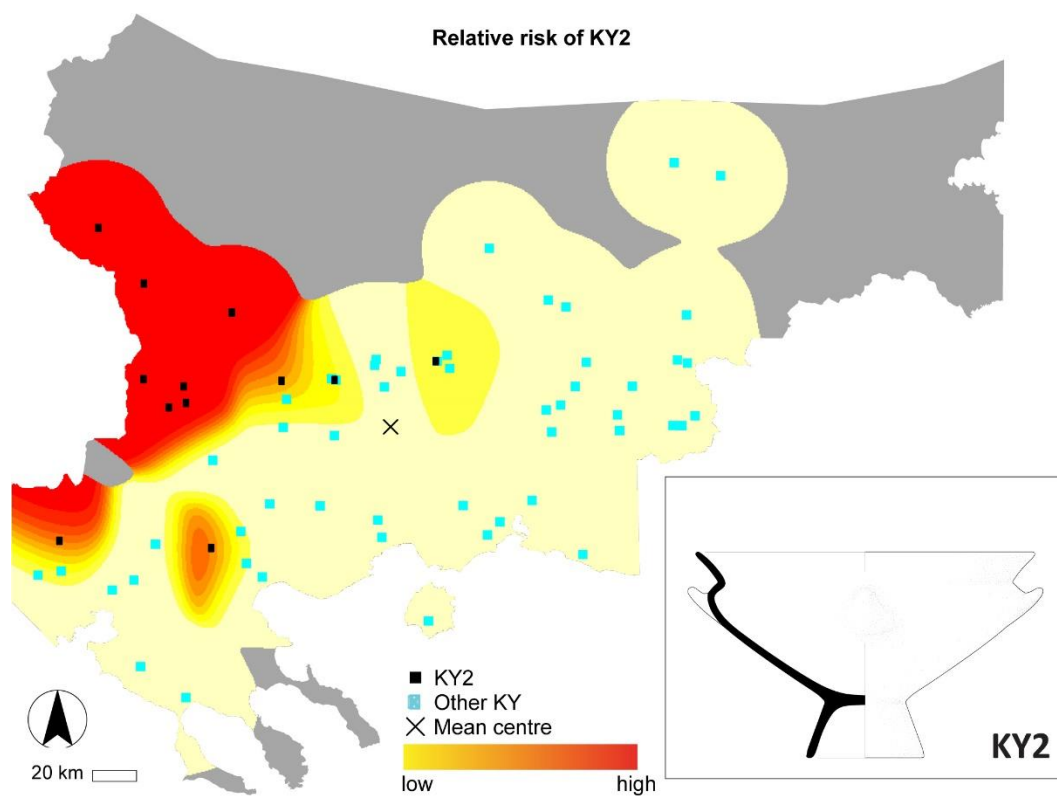 Relative risk of KY2
KY2
Other KY
Mean centre
low
high
20 km
KY2